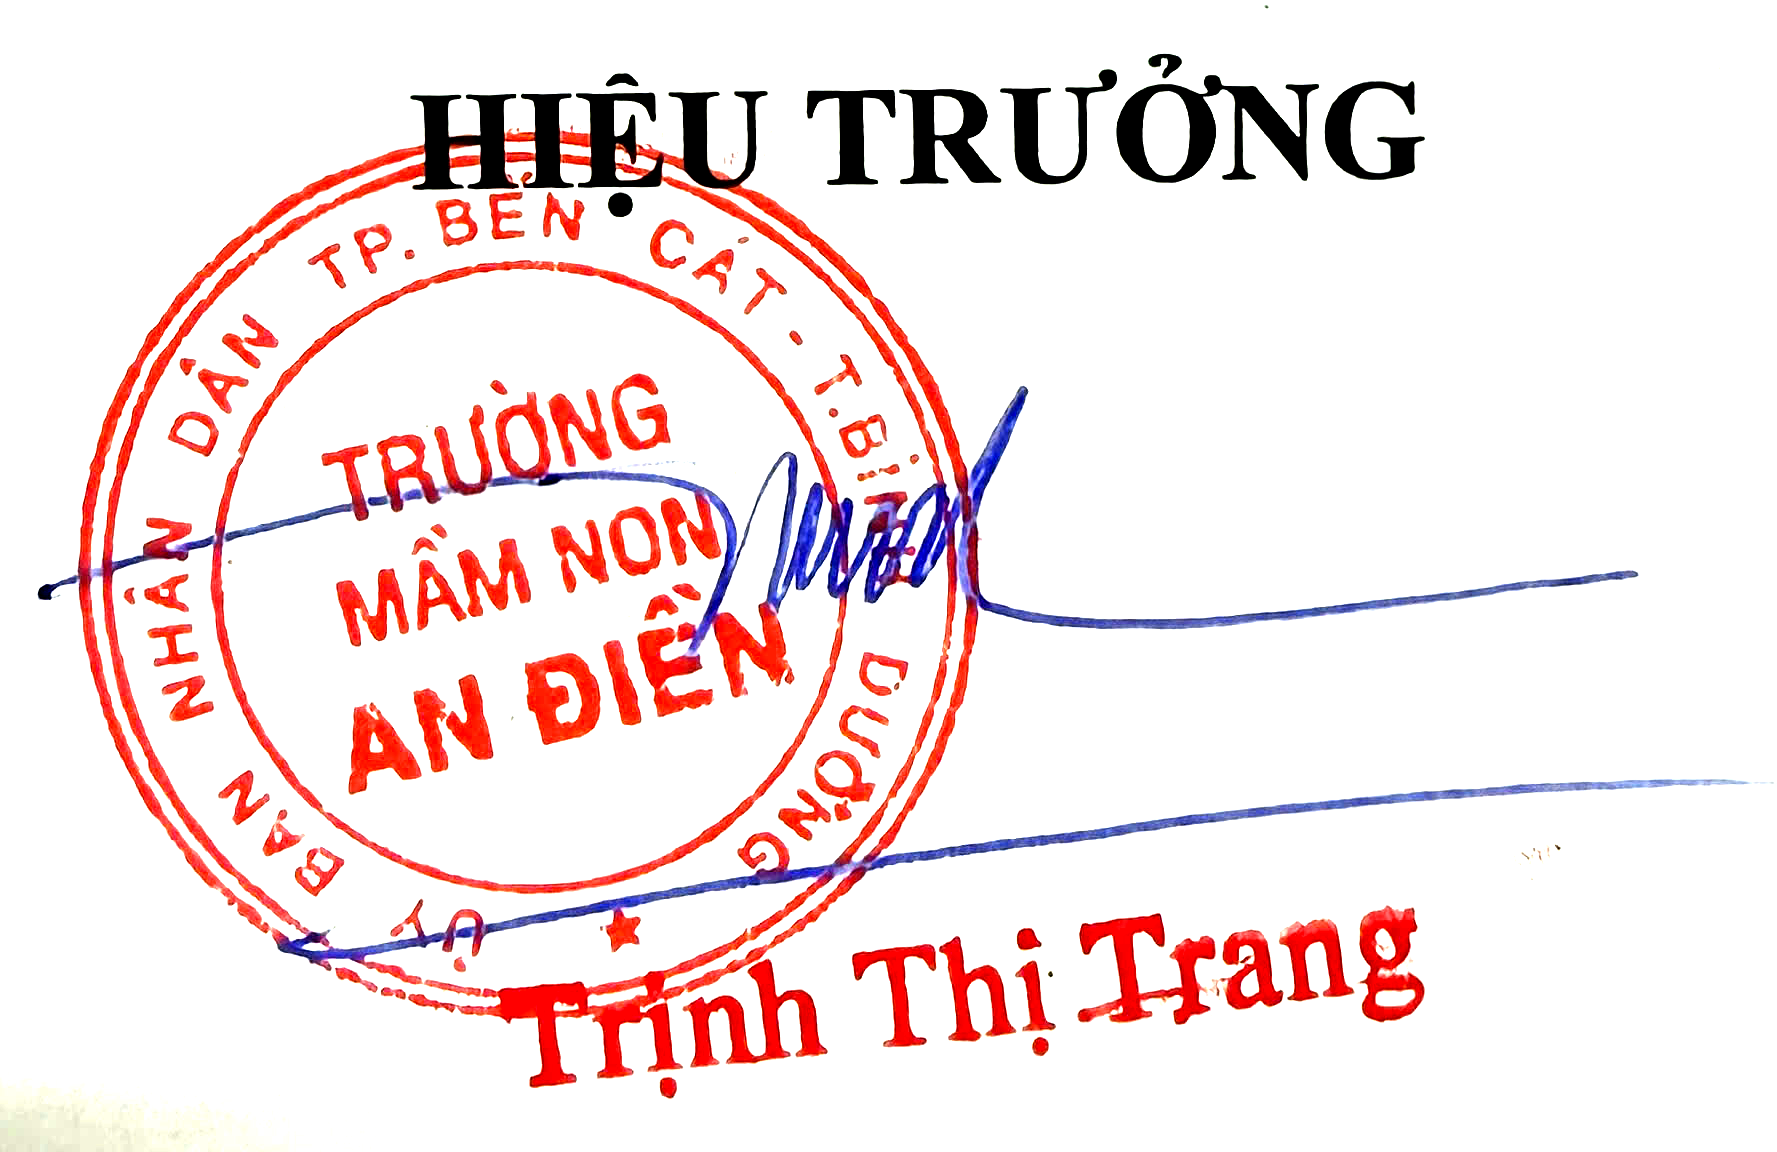 HIỆU TRƯỞNG
ỦY BAN NHÂN DÂN TP. BẾN CÁT - T.BÌNH DƯƠNG
TRƯỜNG
MẦM NON
AN ĐIỀN
Trịnh Thị Trang